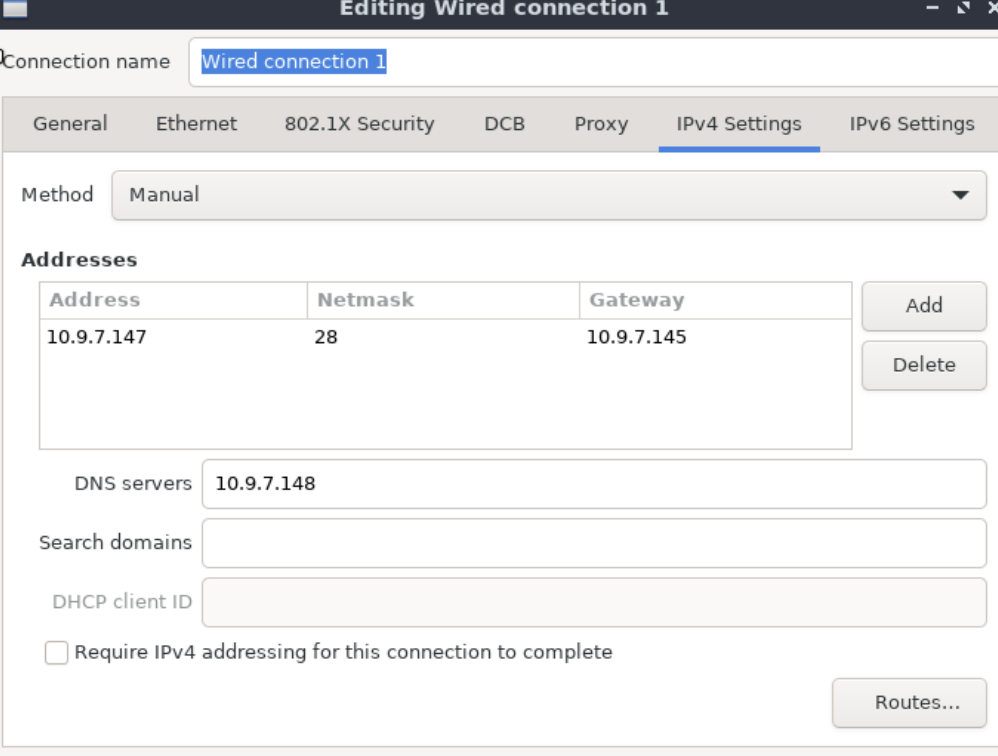 Editing Wired connection 1
Connection name Wired connection 1
General Ethernet 802.1X Security DCB Proxy IPv4 Settings IPv6 Settings
Method Manual
Addresses
Address Netmask Gateway
10.9.7.147 28 10.9.7.145
Add
Delete
DNS servers 10.9.7.148
Search domains
DHCP client ID
Require IPv4 addressing for this connection to complete
Routes...